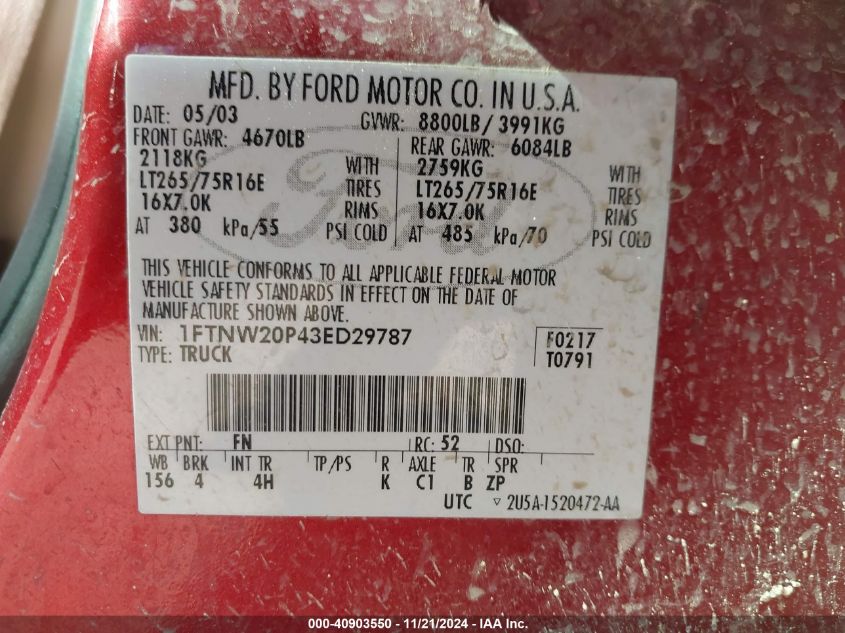 MFD. BY FORD MOTOR CO. IN U.S.A.
DATE: 05/03 GVWR: 8800LB/ 3991KG
FRONT GAWR: 4670LB REAR GAWR: 6084LB
2118KG WITH 2759KG WITH
LT265/75R16E TIRES LT265/75R16E TIRES
16X7.0K RIMS 16X7.0K RIMS
AT 380 kPa/55 PSI COLD AT 485 kPa/70 PSI COLD
Ford
THIS VEHICLE CONFORMS TO ALL APPLICABLE FEDERAL MOTOR
VEHICLE SAFETY STANDARDS IN EFFECT ON THE DATE OF
MANUFACTURE SHOWN ABOVE.
VIN: 1FTNW20P43ED29787 F0217
TYPE: TRUCK T0791
EXT PNT: FN RC: 52 DSO:
WB BRK INT TR TP/PS R AXLE TR SPR
156 4 4H K C1 B ZP
UTC ▽ 2U5A-1520472-AA
000-40903550 - 11/21/2024 - IAA Inc.